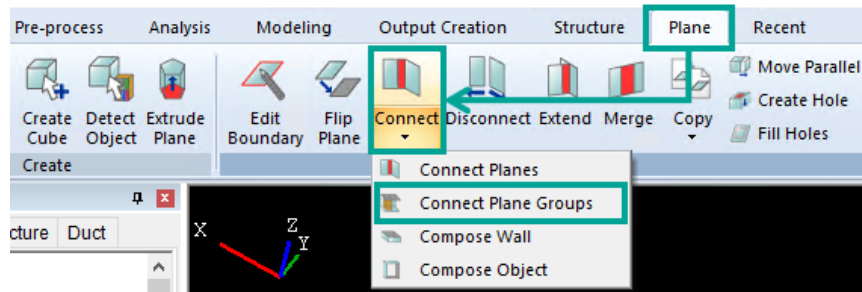 Pre-process Analysis Modeling Output Creation Structure Plane Recent
Create Cube
Detect Object
Extrude Plane
Edit Boundary
Flip Plane
Connect
Disconnect
Extend
Merge
Copy
Move Parallel
Create Hole
Fill Holes
Create
Connect Planes
Connect Plane Groups
Compose Wall
Compose Object
cture Duct
X
Z
Y